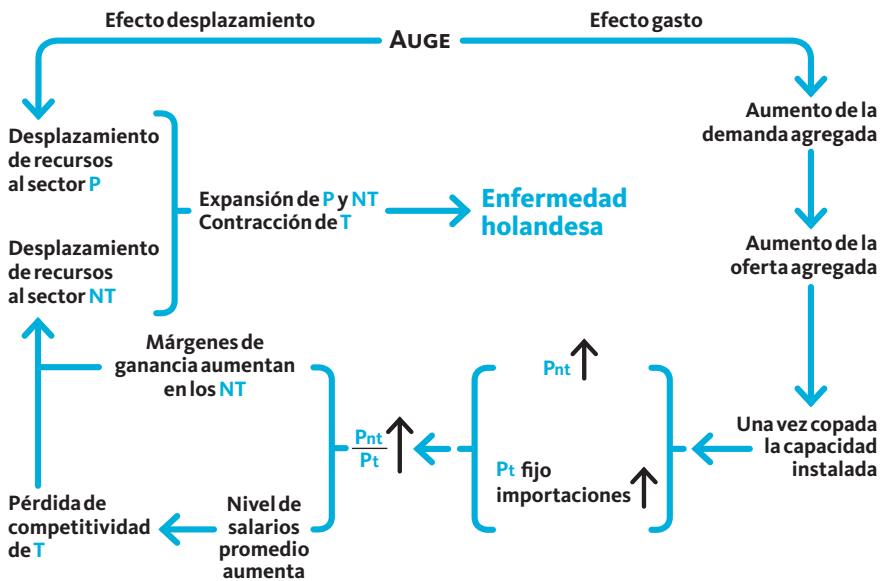 Efecto desplazamiento
AUGE
Efecto gasto
Desplazamiento
de recursos
al sector P
Desplazamiento
de recursos
al sector NT
Expansión de P y NT
Contracción de T
Enfermedad
holandesa
Aumento de la
demanda agregada
Aumento de la
oferta agregada
Una vez copada
la capacidad
instalada
Pnt
Pt fijo
importaciones
Pnt
Pt
Márgenes de
ganancia aumentan
en los NT
Nivel de
salarios
promedio
aumenta
Pérdida de
competitividad
de T